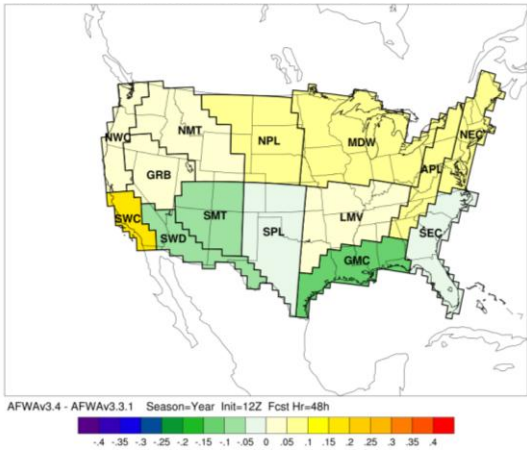 NWC
NMT
NPL
MDW
NEC
APL
GRB
SWC
SMT
SWD
SPL
LMV
SEC
GMC
AFWAv3.4 - AFWAv3.3.1 Season=Year Init=12Z Fcst Hr=48h
-.4 -.35 -.3 -.25 -.2 -.15 -.1 -.05 0 .05 .1 .15 .2 .25 .3 .35 .4